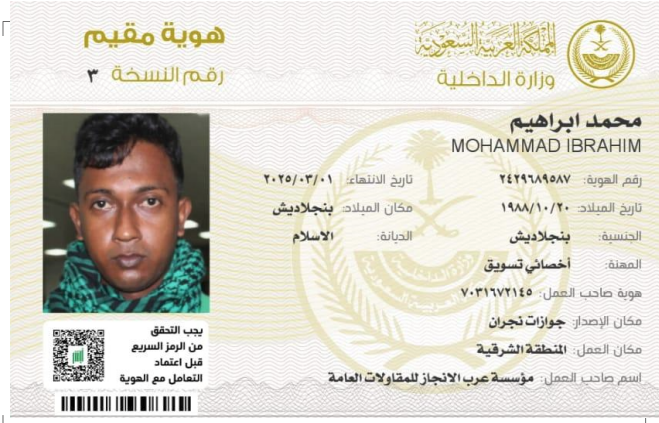 المملكة العربية السعودية
وزارة الداخلية
هوية مقيم
رقم النسخة ٣
محمد ابراهيم
MOHAMMAD IBRAHIM
رقم الهوية: ٢٤٢٩٦٨٩٥٨٧
تاريخ الانتهاء: ٢٠٢٥/٠٣/٠١
تاريخ الميلاد: ١٩٨٨/١٠/٢٠
مكان الميلاد: بنجلاديش
الجنسية: بنجلاديش
الديانة: الاسلام
المهنة: أخصائي تسويق
هوية صاحب العمل: ٧٠٣١٦٧٢١٤٥
مكان الإصدار: جوازات نجران
مكان العمل: المنطقة الشرقية
اسم صاحب العمل: مؤسسة عرب الانجاز للمقاولات العامة
يجب التحقق
من الرمز السريع
قبل اعتماد
التعامل مع الهوية